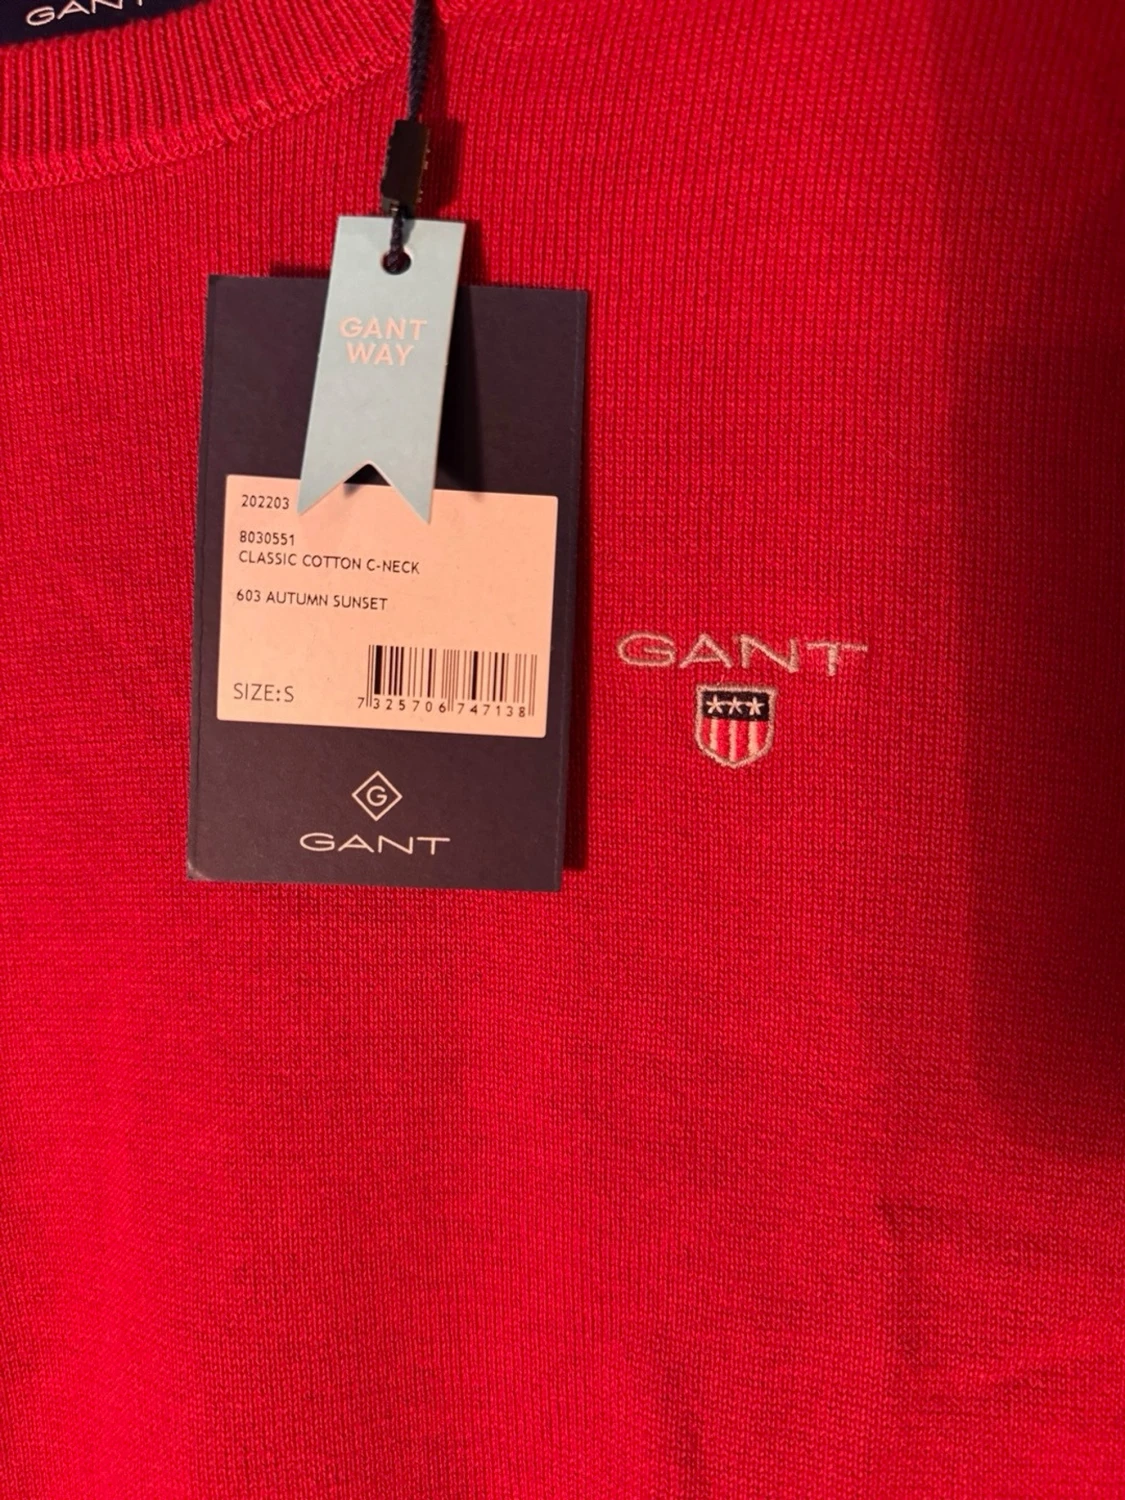 GANT
GANT
WAY
202203
8030551
CLASSIC COTTON C-NECK
603 AUTUMN SUNSET
SIZE:S
7325706747138
G
GANT
GANT